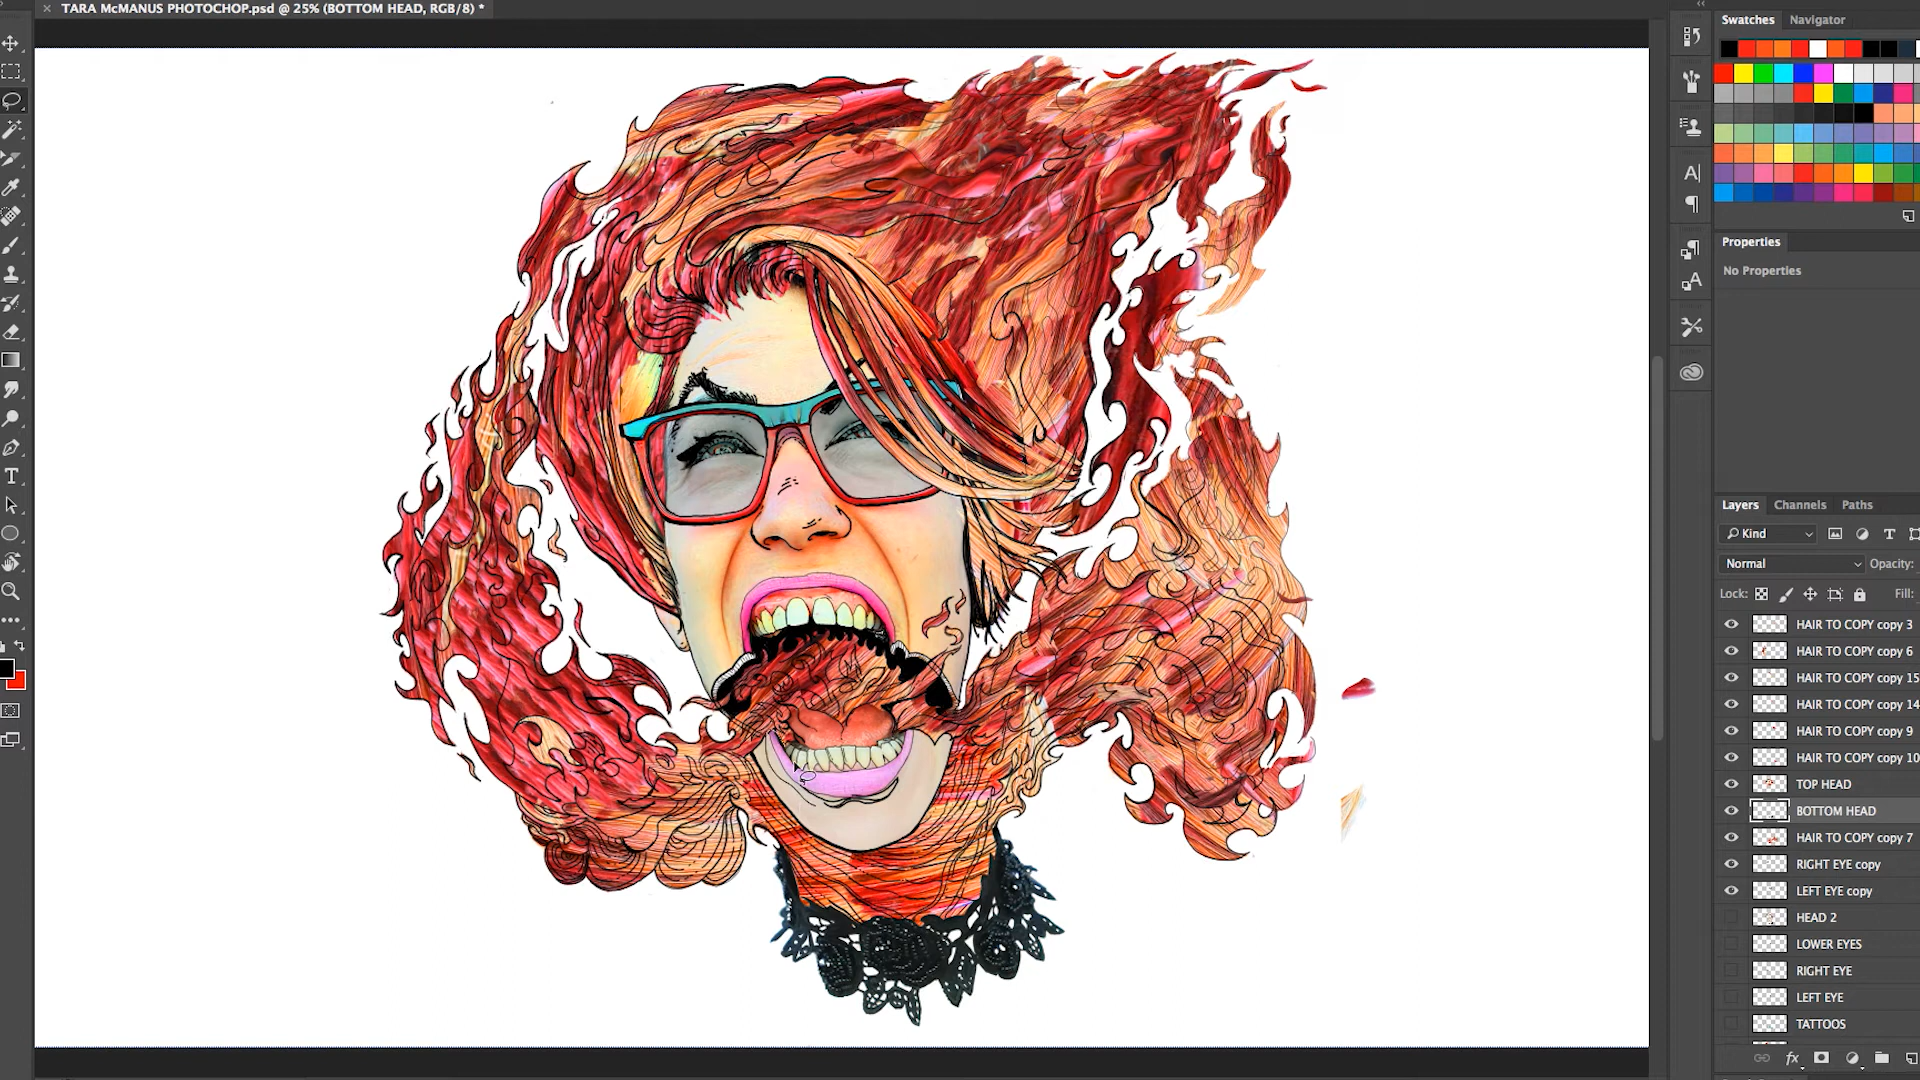 TARA McMANUS PHOTOCHOP.psd @ 25% (BOTTOM HEAD, RGB/8) *
Swatches Navigator
Properties
No Properties
Layers Channels Paths
Kind
Normal Opacity:
Lock: Fill:
HAIR TO COPY copy 3
HAIR TO COPY copy 6
HAIR TO COPY copy 15
HAIR TO COPY copy 14
HAIR TO COPY copy 9
HAIR TO COPY copy 10
TOP HEAD
BOTTOM HEAD
HAIR TO COPY copy 7
RIGHT EYE copy
LEFT EYE copy
HEAD 2
LOWER EYES
RIGHT EYE
LEFT EYE
TATTOOS
fx